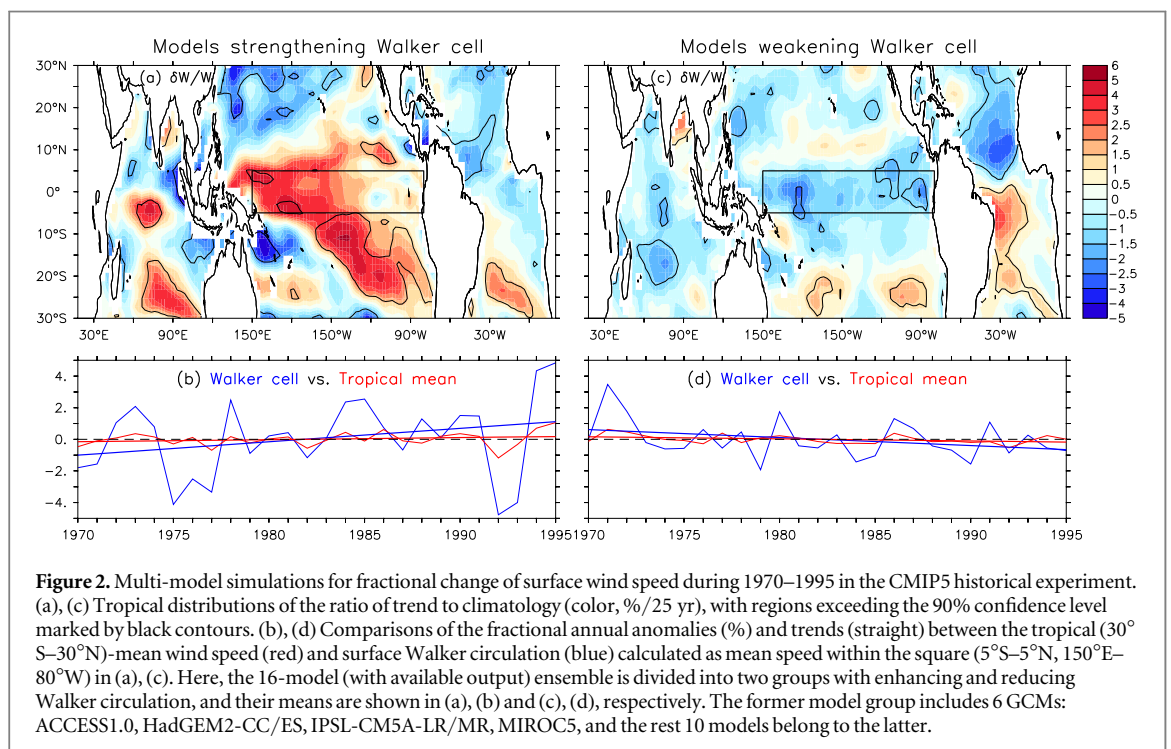 Models strengthening Walker cell
Models weakening Walker cell
30°N
20°N
10°N
0°
10°S
20°S
30°S
(a) δW/W
(c) δW/W
30°E 90°E 150°E 150°W 90°W 30°W
30°E 90°E 150°E 150°W 90°W 30°W
6
5
4
3
2.5
2
1.5
1
0.5
0
−0.5
−1
−1.5
−2
−2.5
−3
−4
−5
(b) Walker cell vs. Tropical mean
(d) Walker cell vs. Tropical mean
4.
2.
0.
−2.
−4.
1970 1975 1980 1985 1990 1995
1970 1975 1980 1985 1990 1995
Figure 2. Multi-model simulations for fractional change of surface wind speed during 1970–1995 in the CMIP5 historical experiment.
(a), (c) Tropical distributions of the ratio of trend to climatology (color, %/25 yr), with regions exceeding the 90% confidence level
marked by black contours. (b), (d) Comparisons of the fractional annual anomalies (%) and trends (straight) between the tropical (30°
S–30°N)-mean wind speed (red) and surface Walker circulation (blue) calculated as mean speed within the square (5°S–5°N, 150°E–
80°W) in (a), (c). Here, the 16-model (with available output) ensemble is divided into two groups with enhancing and reducing
Walker circulation, and their means are shown in (a), (b) and (c), (d), respectively. The former model group includes 6 GCMs:
ACCESS1.0, HadGEM2-CC/ES, IPSL-CM5A-LR/MR, MIROC5, and the rest 10 models belong to the latter.